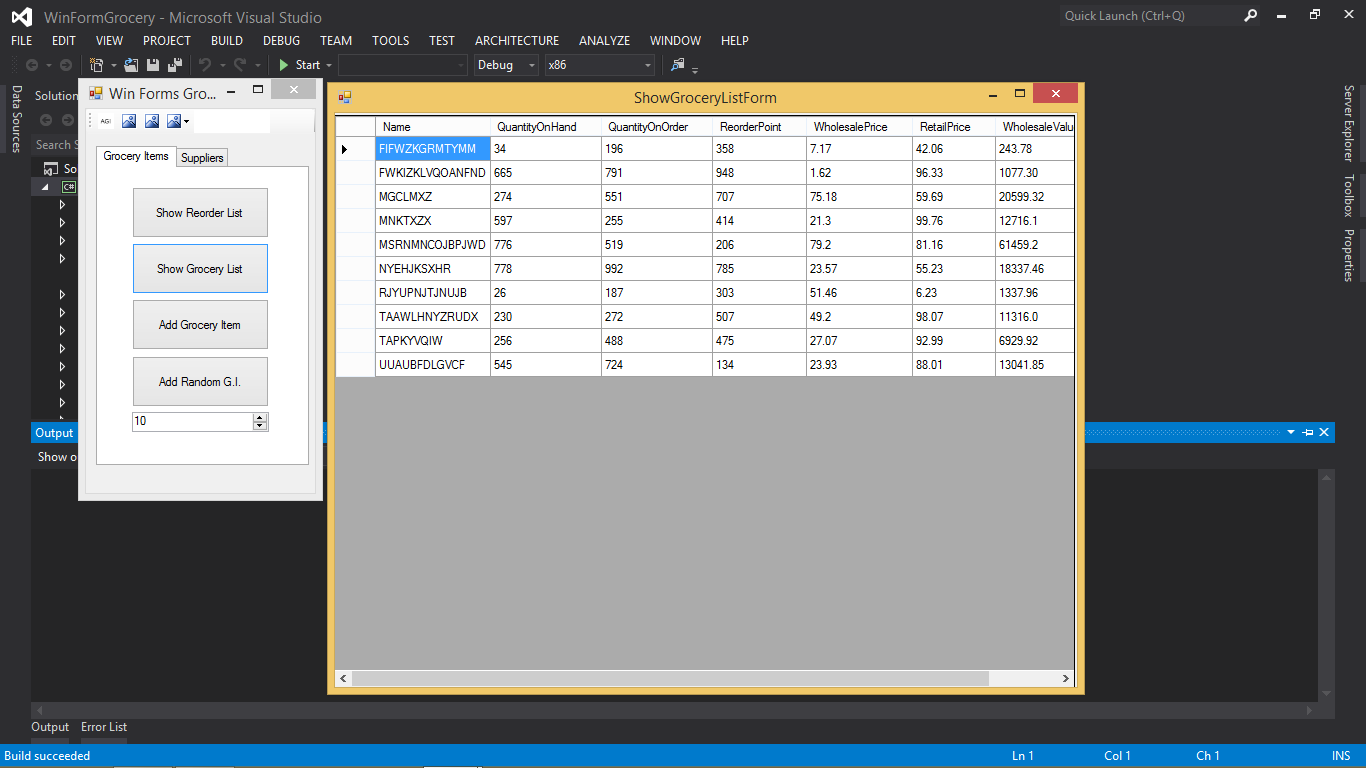 WinFormGrocery - Microsoft Visual Studio
Quick Launch (Ctrl+Q)
FILE EDIT VIEW PROJECT BUILD DEBUG TEAM TOOLS TEST ARCHITECTURE ANALYZE WINDOW HELP
Start Debug x86
Data Sources
Solution
Search S
So
C#
Win Forms Gro...
AGI
Grocery Items Suppliers
Show Reorder List
Show Grocery List
Add Grocery Item
Add Random G.I.
10
ShowGroceryListForm
Name QuantityOnHand QuantityOnOrder ReorderPoint WholesalePrice RetailPrice WholesaleValu
FIFWZKGRMTYMM 34 196 358 7.17 42.06 243.78
FWKIZKLVQOANFND 665 791 948 1.62 96.33 1077.30
MGCLMXZ 274 551 707 75.18 59.69 20599.32
MNKTXZX 597 255 414 21.3 99.76 12716.1
MSRNMNCOJBPJWD 776 519 206 79.2 81.16 61459.2
NYEHJKSXHR 778 992 785 23.57 55.23 18337.46
RJYUPNJTJNUJB 26 187 303 51.46 6.23 1337.96
TAAWLHNYZRUDX 230 272 507 49.2 98.07 11316.0
TAPKYVQIW 256 488 475 27.07 92.99 6929.92
UUAUBFDLGVCF 545 724 134 23.93 88.01 13041.85
Server Explorer
Toolbox
Properties
Output
Show o
Output Error List
Build succeeded Ln 1 Col 1 Ch 1 INS